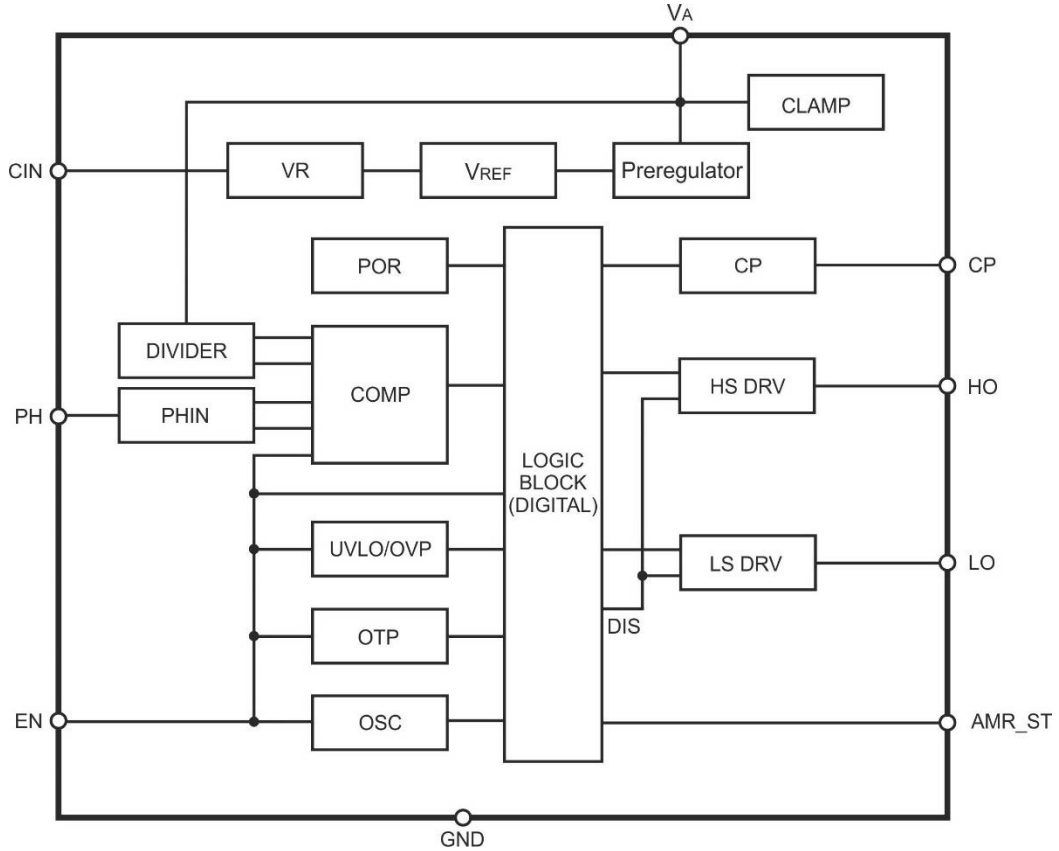 VA
CLAMP
CIN
VR
VREF
Preregulator
POR
CP
CP
DIVIDER
COMP
HS DRV
HO
PH
PHIN
LOGIC
BLOCK
(DIGITAL)
UVLO/OVP
LS DRV
LO
DIS
OTP
EN
OSC
AMR_ST
GND